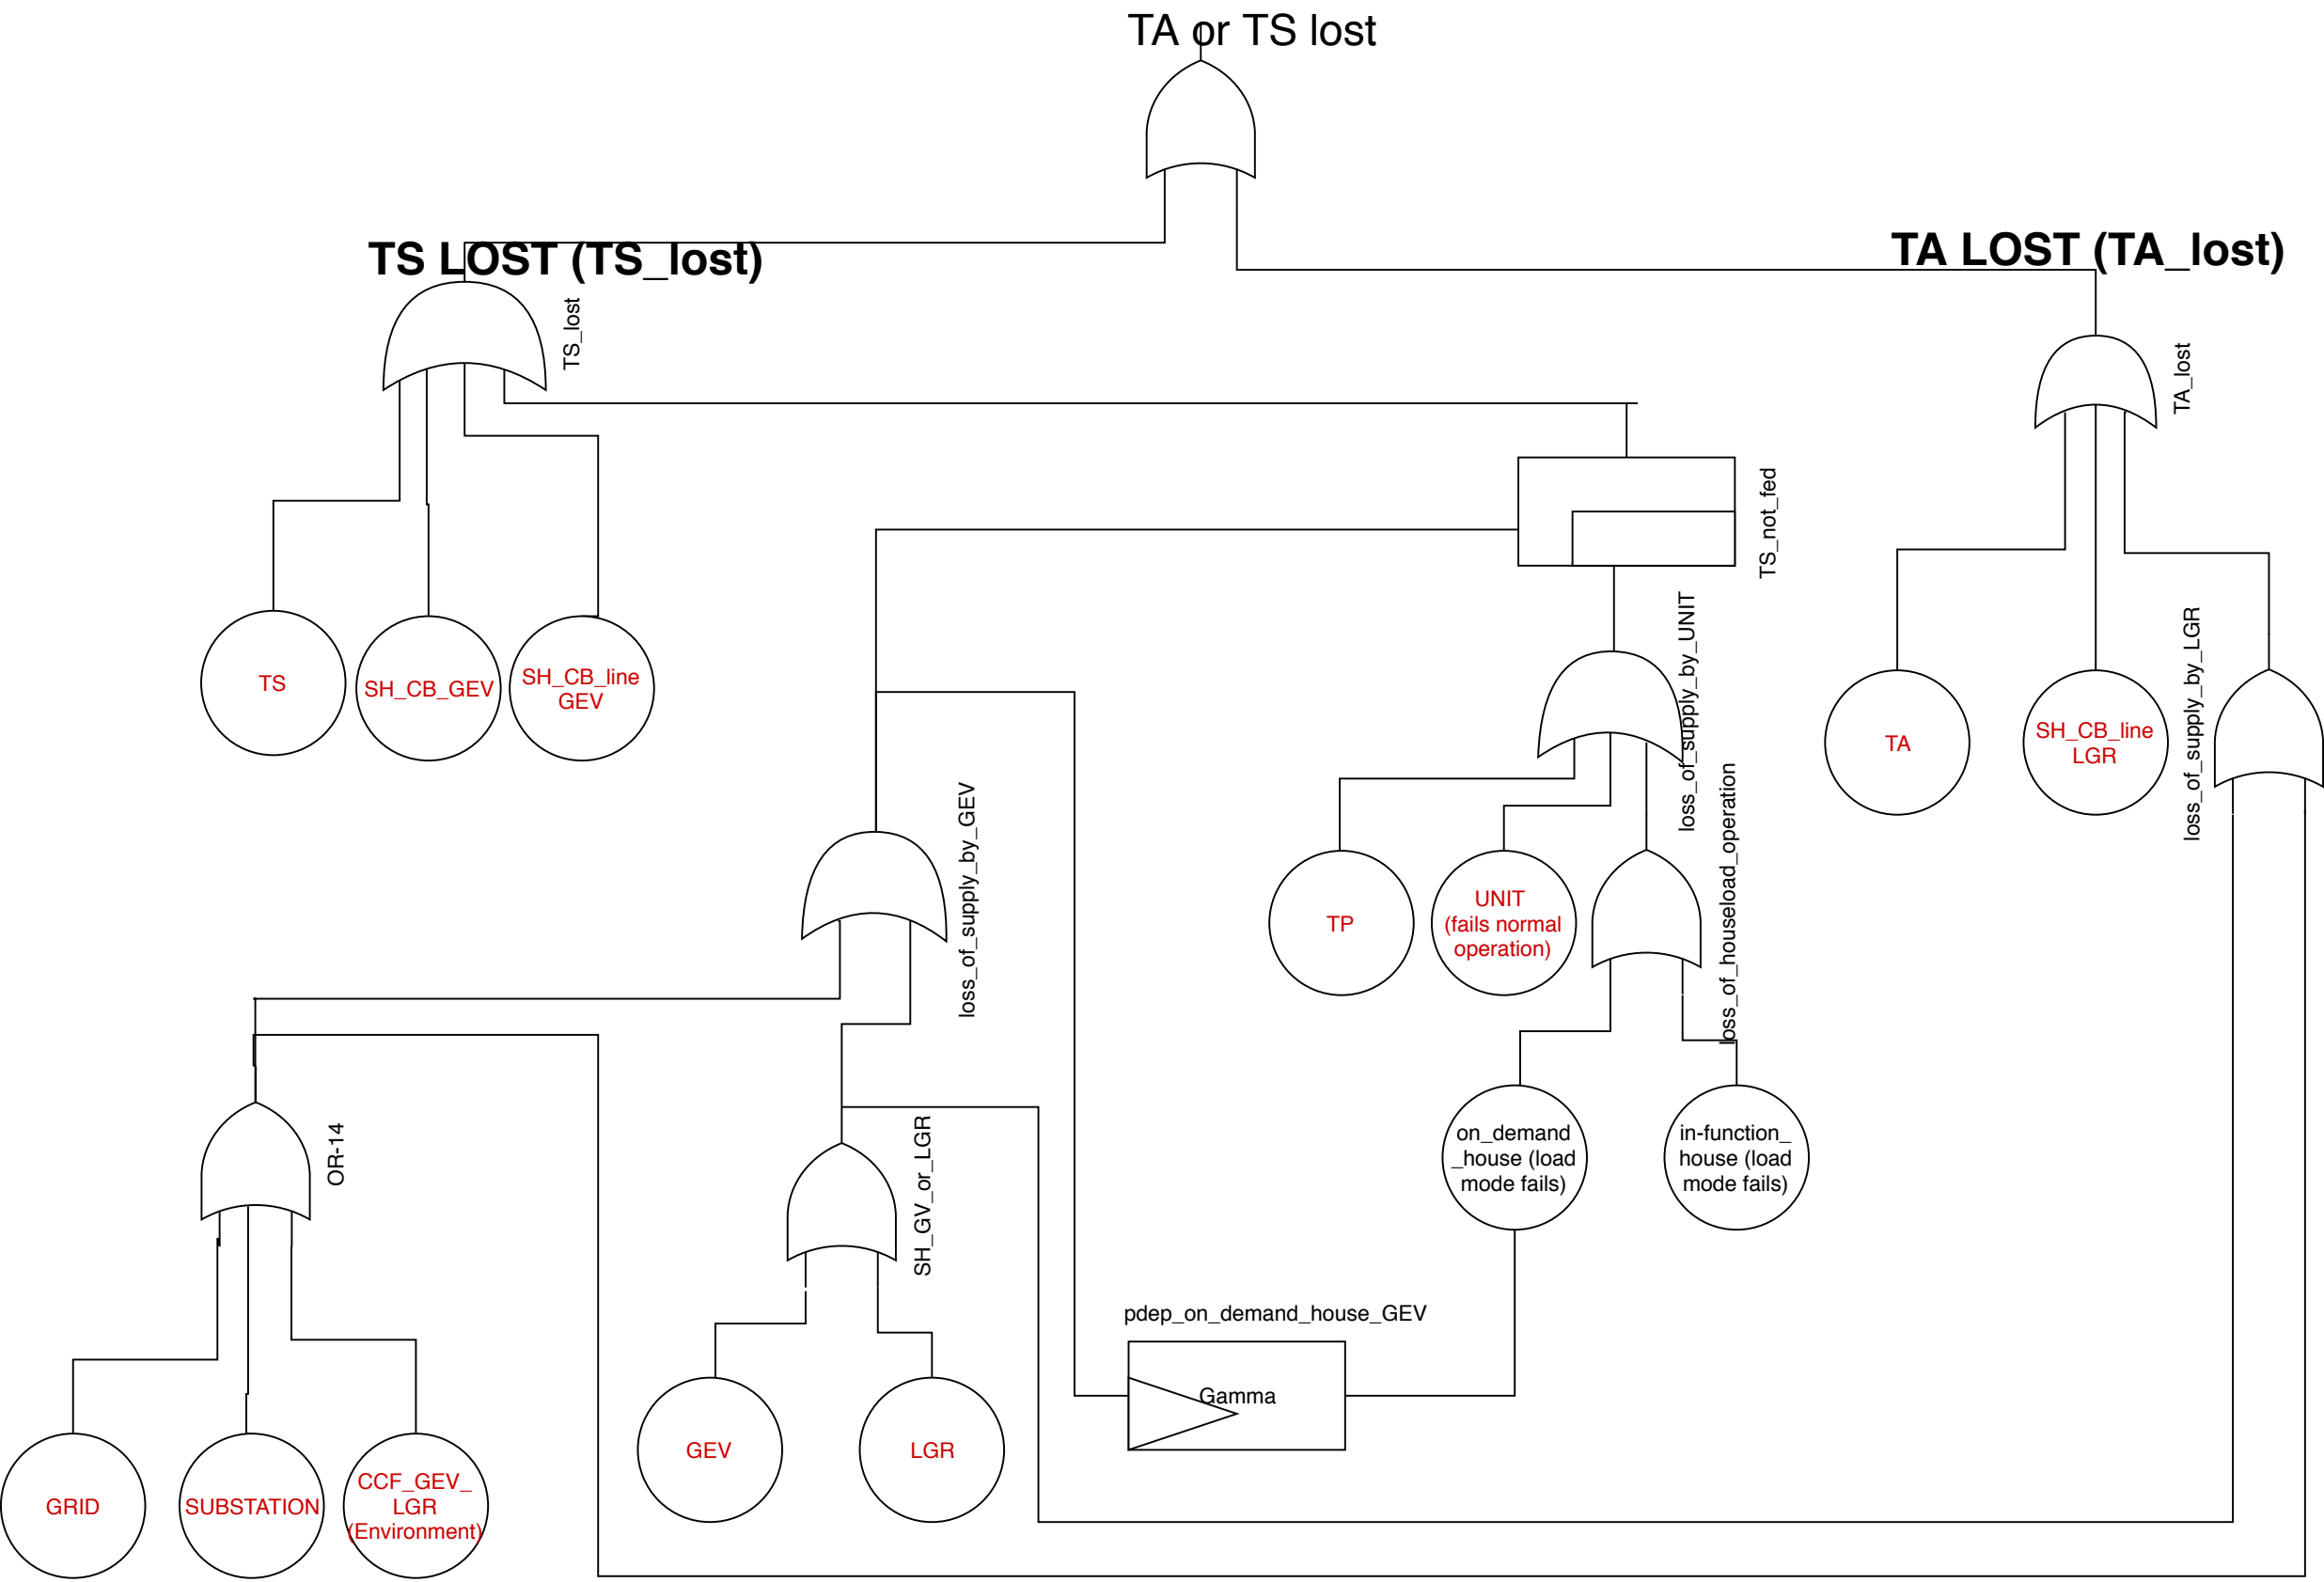 TA or TS lost
TS LOST (TS_lost)
TA LOST (TA_lost)
TS_lost
TA_lost
TS_not_fed
TS
SH_CB_GEV
SH_CB_line
GEV
loss_of_supply_by_UNIT
loss_of_supply_by_LGR
TA
SH_CB_line
LGR
loss_of_supply_by_GEV
loss_of_houseload_operation
TP
UNIT
(fails normal
operation)
OR-14
SH_GV_or_LGR
on_demand
_house (load
mode fails)
in-function_
house (load
mode fails)
pdep_on_demand_house_GEV
Gamma
GEV
LGR
GRID
SUBSTATION
CCF_GEV_
LGR
(Environment)